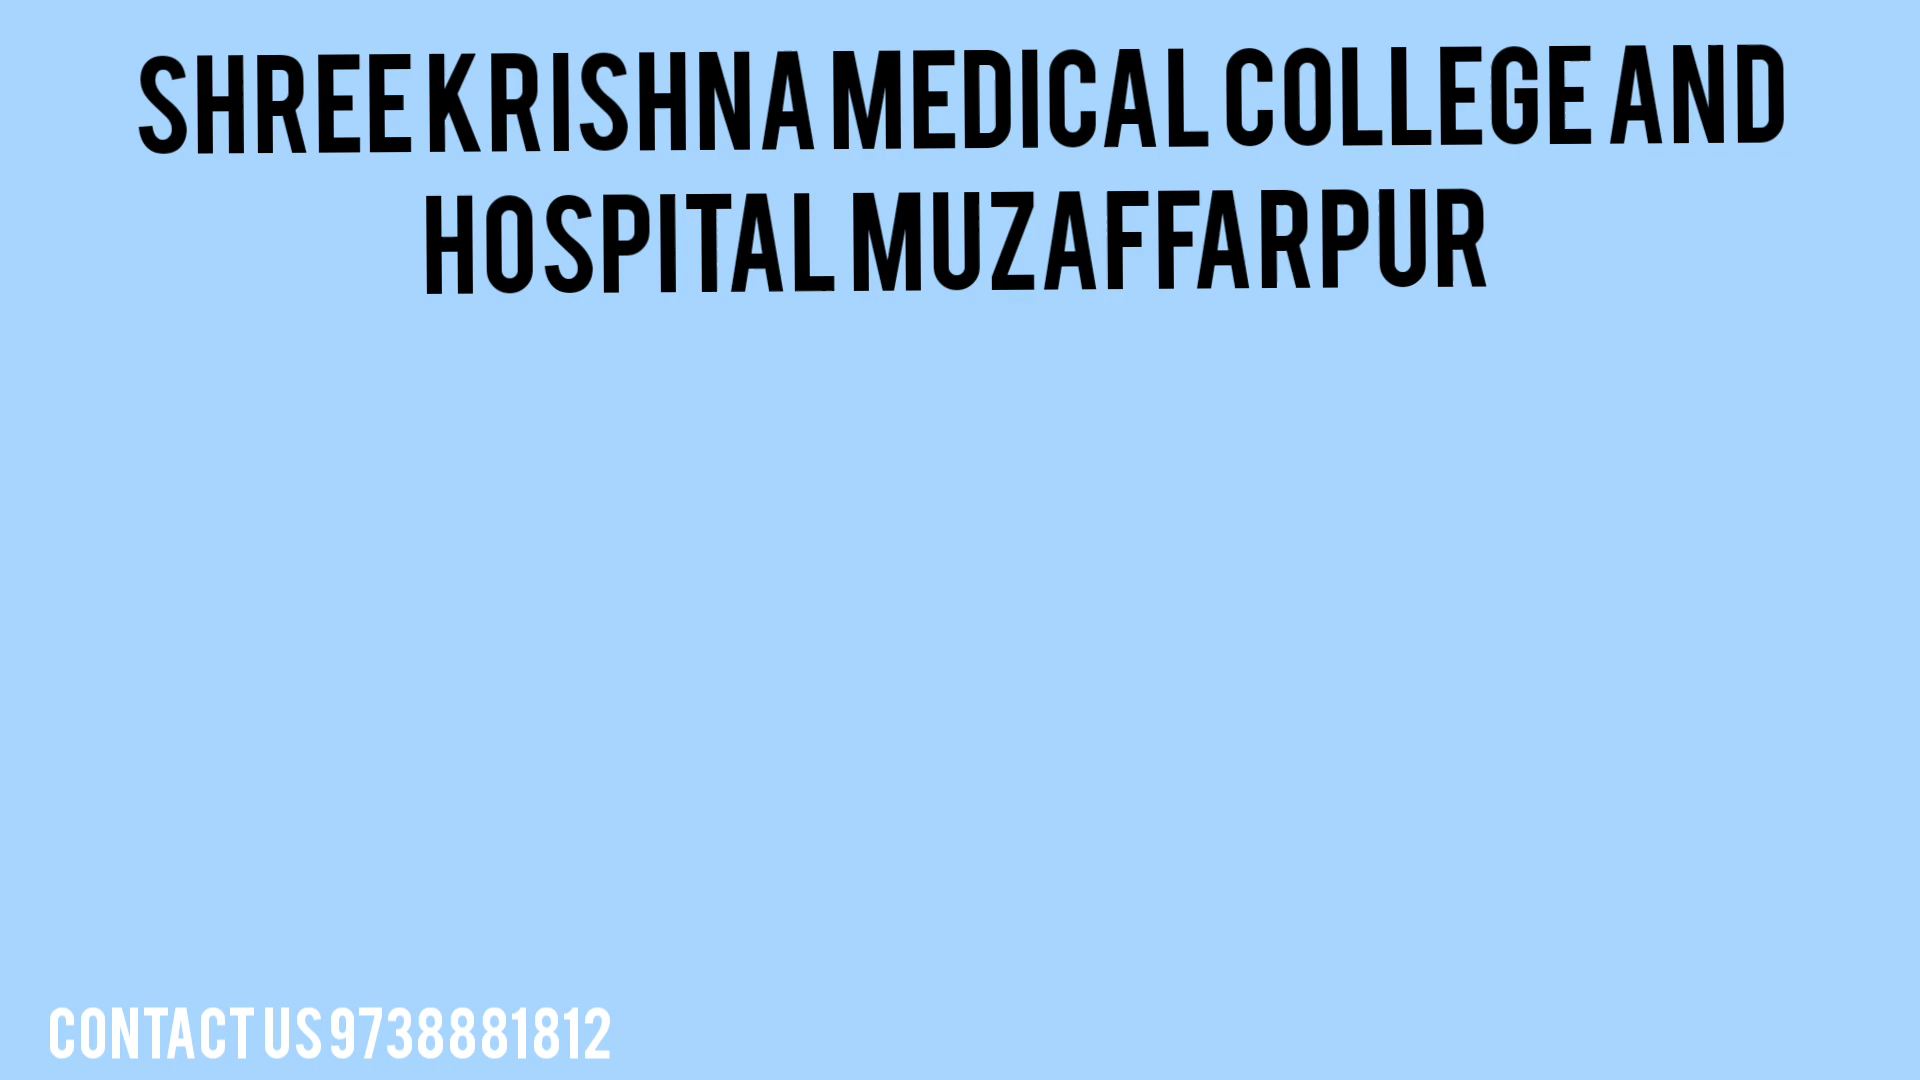 SHREE KRISHNA MEDICAL COLLEGE AND
HOSPITAL MUZAFFARPUR
CONTACT US 9738881812